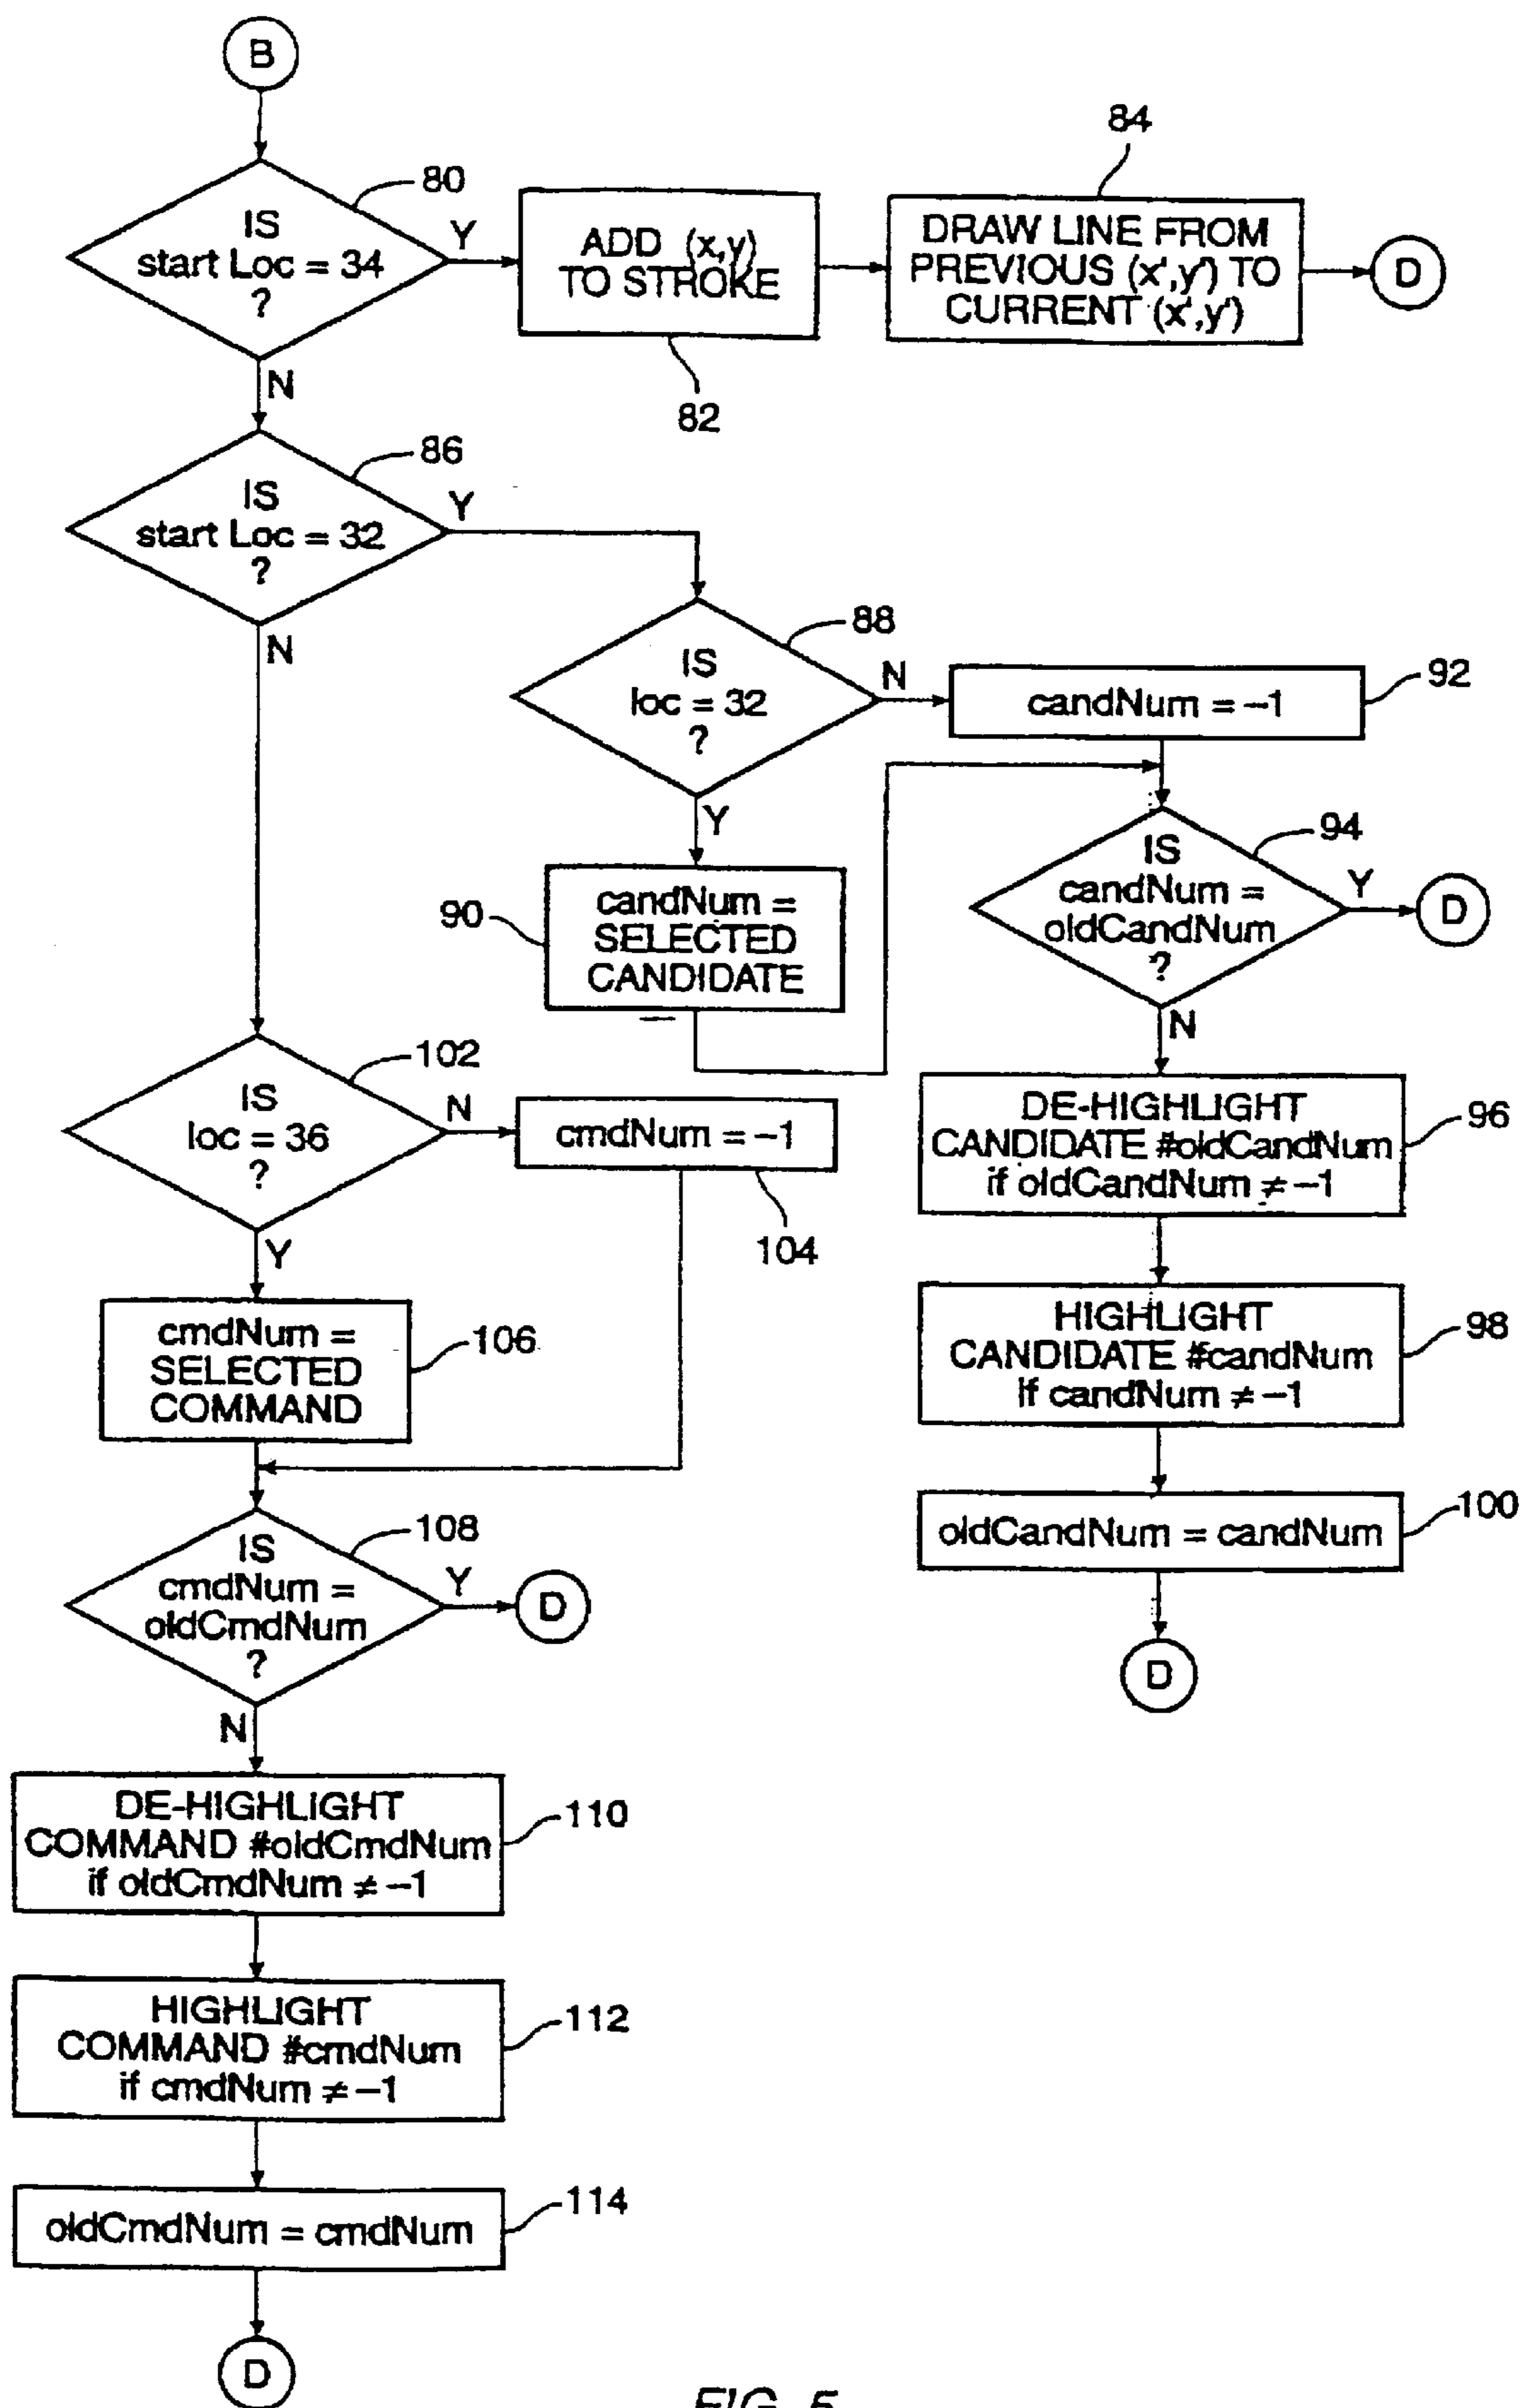 B
80
IS
start Loc = 34
?
Y
ADD (x,y)
TO STROKE
82
84
DRAW LINE FROM
PREVIOUS (x',y') TO
CURRENT (x',y')
D
N
86
IS
start Loc = 32
?
Y
N
88
IS
loc = 32
?
N
candNum = −1
92
Y
90
candNum =
SELECTED
CANDIDATE
94
IS
candNum =
oldCandNum
?
Y
D
N
DE-HIGHLIGHT
CANDIDATE #oldCandNum
if oldCandNum ≠ −1
96
HIGHLIGHT
CANDIDATE #candNum
if candNum ≠ −1
98
oldCandNum = candNum
100
D
102
IS
loc = 36
?
N
cmdNum = −1
104
Y
cmdNum =
SELECTED
COMMAND
106
108
IS
cmdNum =
oldCmdNum
?
Y
D
N
DE-HIGHLIGHT
COMMAND #oldCmdNum
if oldCmdNum ≠ −1
110
HIGHLIGHT
COMMAND #cmdNum
if cmdNum ≠ −1
112
oldCmdNum = cmdNum
114
D
FIG. 5